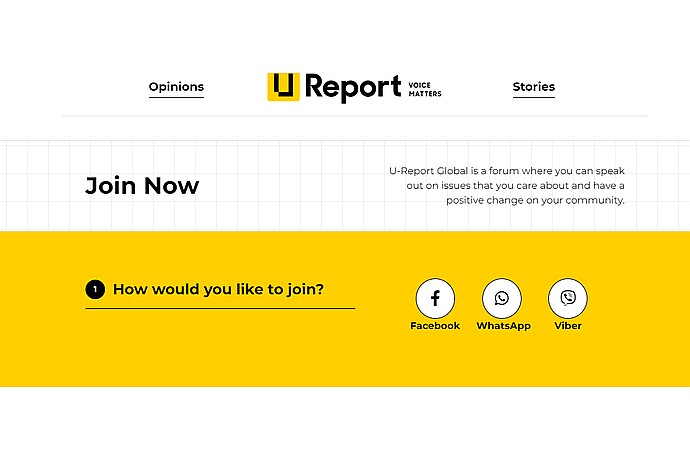 Opinions
U Report VOICE
MATTERS
Stories
Join Now
U-Report Global is a forum where you can speak
out on issues that you care about and have a
positive change on your community.
1 How would you like to join?
Facebook WhatsApp Viber